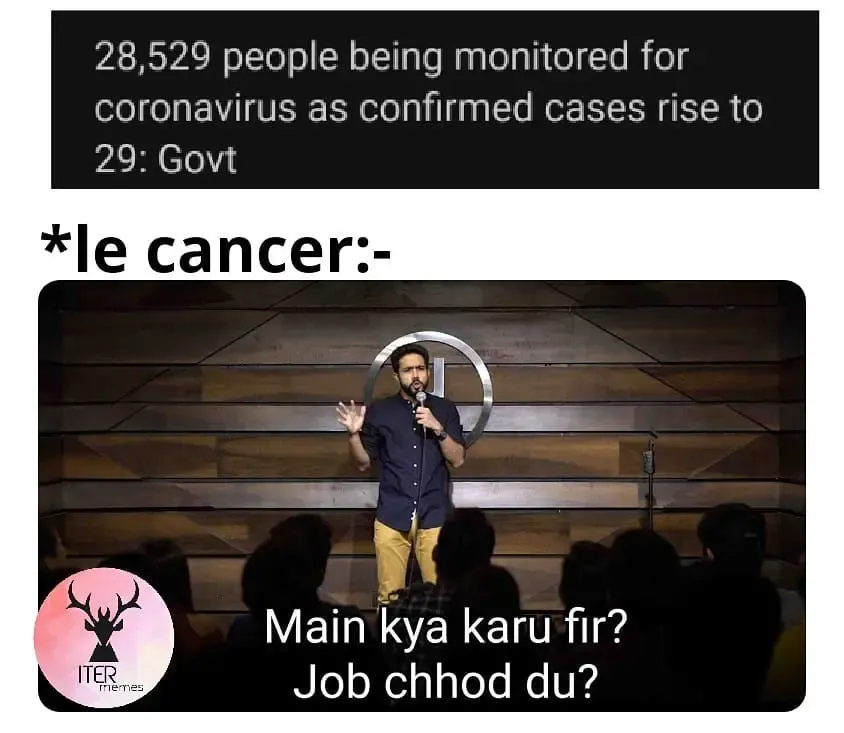 28,529 people being monitored for
coronavirus as confirmed cases rise to
29: Govt
*le cancer:-
Main kya karu fir?
Job chhod du?
ITER
memes